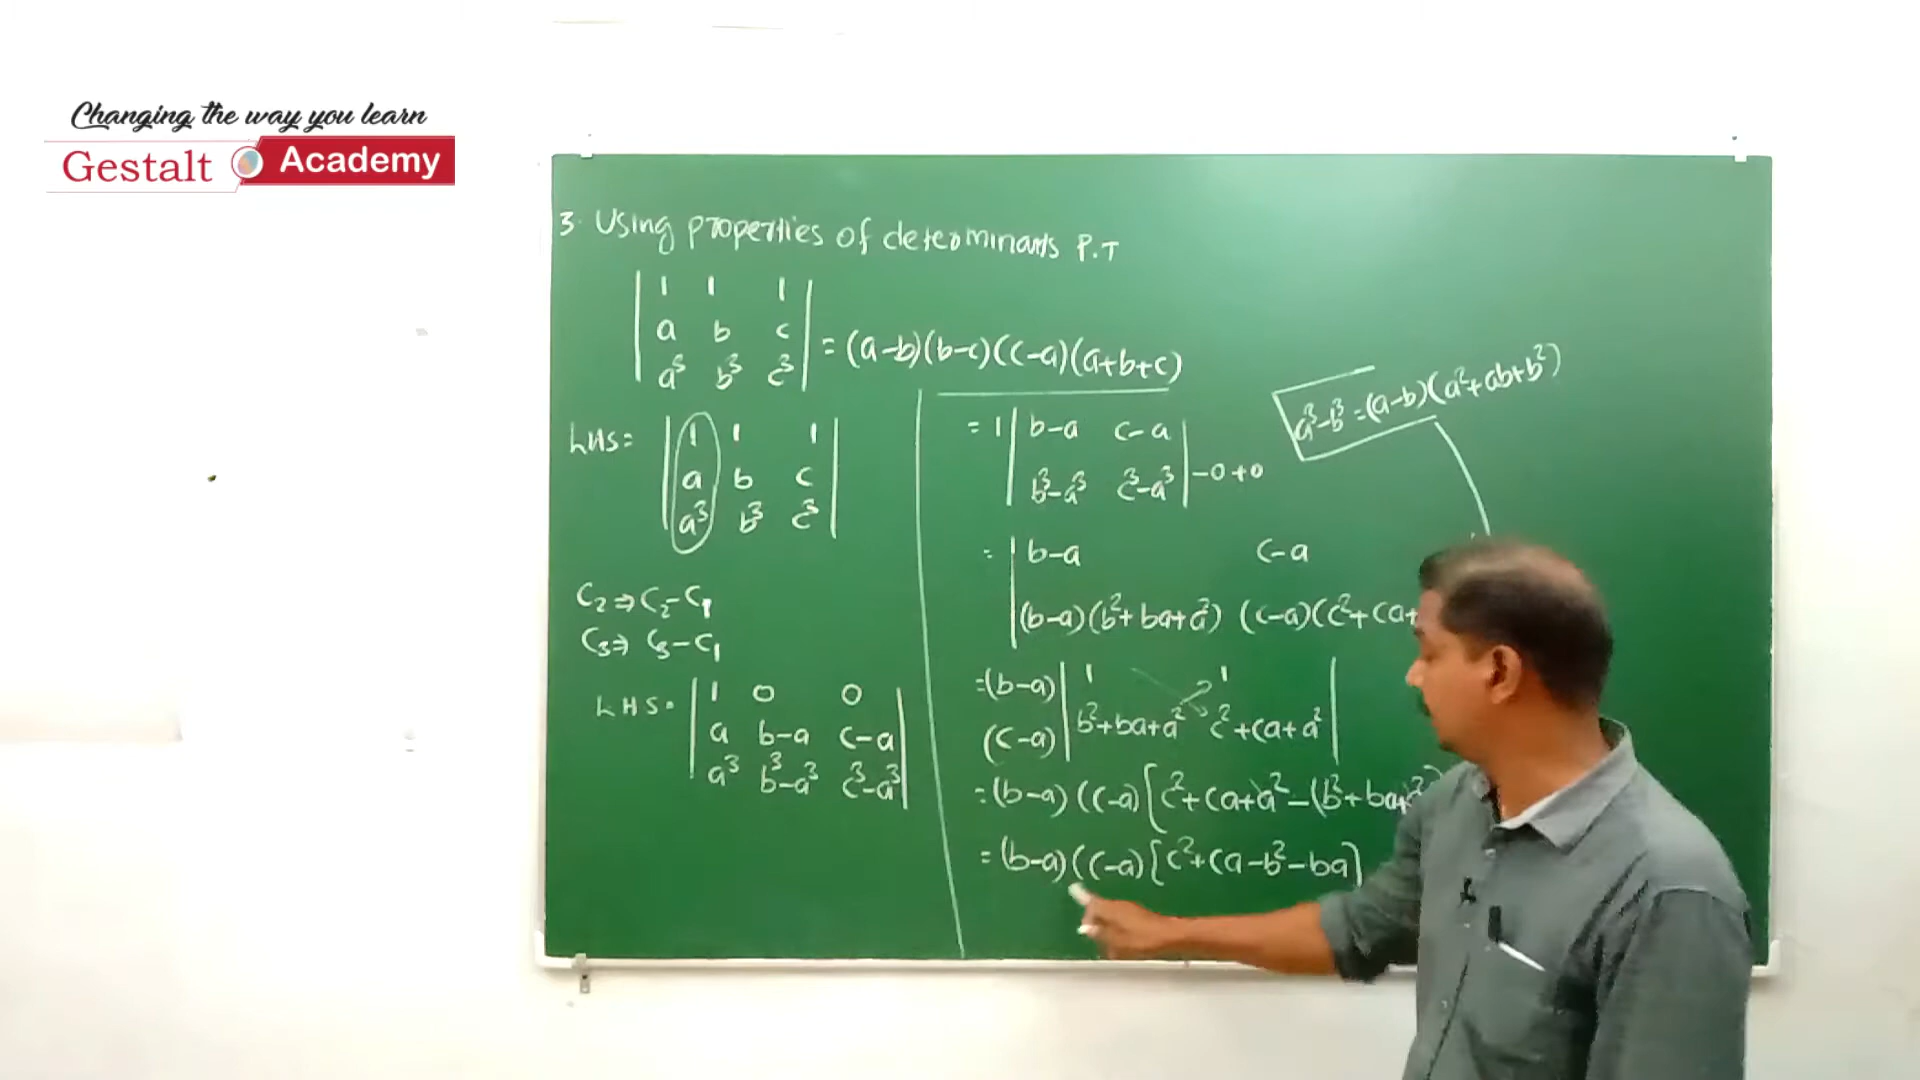 Changing the way you learn
Gestalt Academy
3. Using properties of determinants P.T
| 1 1 1 |
| a b c | = (a-b)(b-c)(c-a)(a+b+c)
| a³ b³ c³ |
LHS = | 1 1 1 |
| a b c |
| a³ b³ c³ |
C₂ ⇒ C₂-C₁
C₃ ⇒ C₃-C₁
LHS = | 1 0 0 |
| a b-a c-a |
| a³ b³-a³ c³-a³ |
= 1 | b-a c-a |
| b³-a³ c³-a³ | -0+0
a³-b³ = (a-b)(a²+ab+b²)
= | b-a c-a
| (b-a)(b²+ba+a²) (c-a)(c²+ca+
= (b-a) | 1 1 |
(c-a) | b²+ba+a² c²+ca+a² |
= (b-a)(c-a)[c²+ca+a²-(b²+ba+a²)
= (b-a)(c-a)[c²+ca-b²-ba]